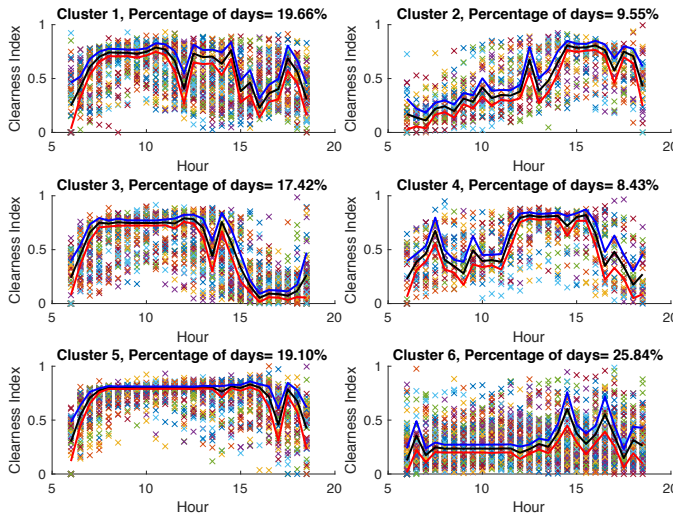 Cluster 1, Percentage of days= 19.66%
Clearness Index
1
0.5
0
5
10
15
20
Hour
Cluster 2, Percentage of days= 9.55%
Clearness Index
1
0.5
0
5
10
15
20
Hour
Cluster 3, Percentage of days= 17.42%
Clearness Index
1
0.5
0
5
10
15
20
Hour
Cluster 4, Percentage of days= 8.43%
Clearness Index
1
0.5
0
5
10
15
20
Hour
Cluster 5, Percentage of days= 19.10%
Clearness Index
1
0.5
0
5
10
15
20
Hour
Cluster 6, Percentage of days= 25.84%
Clearness Index
1
0.5
0
5
10
15
20
Hour